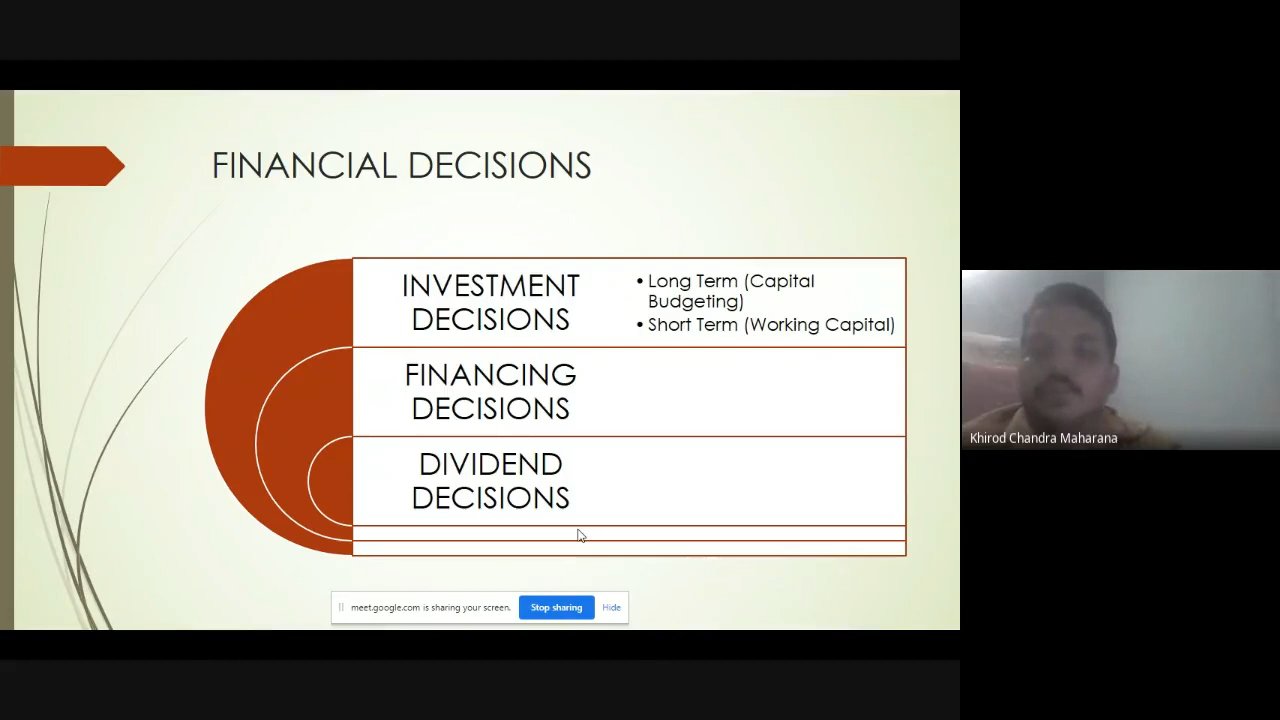 FINANCIAL DECISIONS
INVESTMENT
DECISIONS
• Long Term (Capital
Budgeting)
• Short Term (Working Capital)
FINANCING
DECISIONS
DIVIDEND
DECISIONS
meet.google.com is sharing your screen.
Stop sharing
Hide
Khirod Chandra Maharana